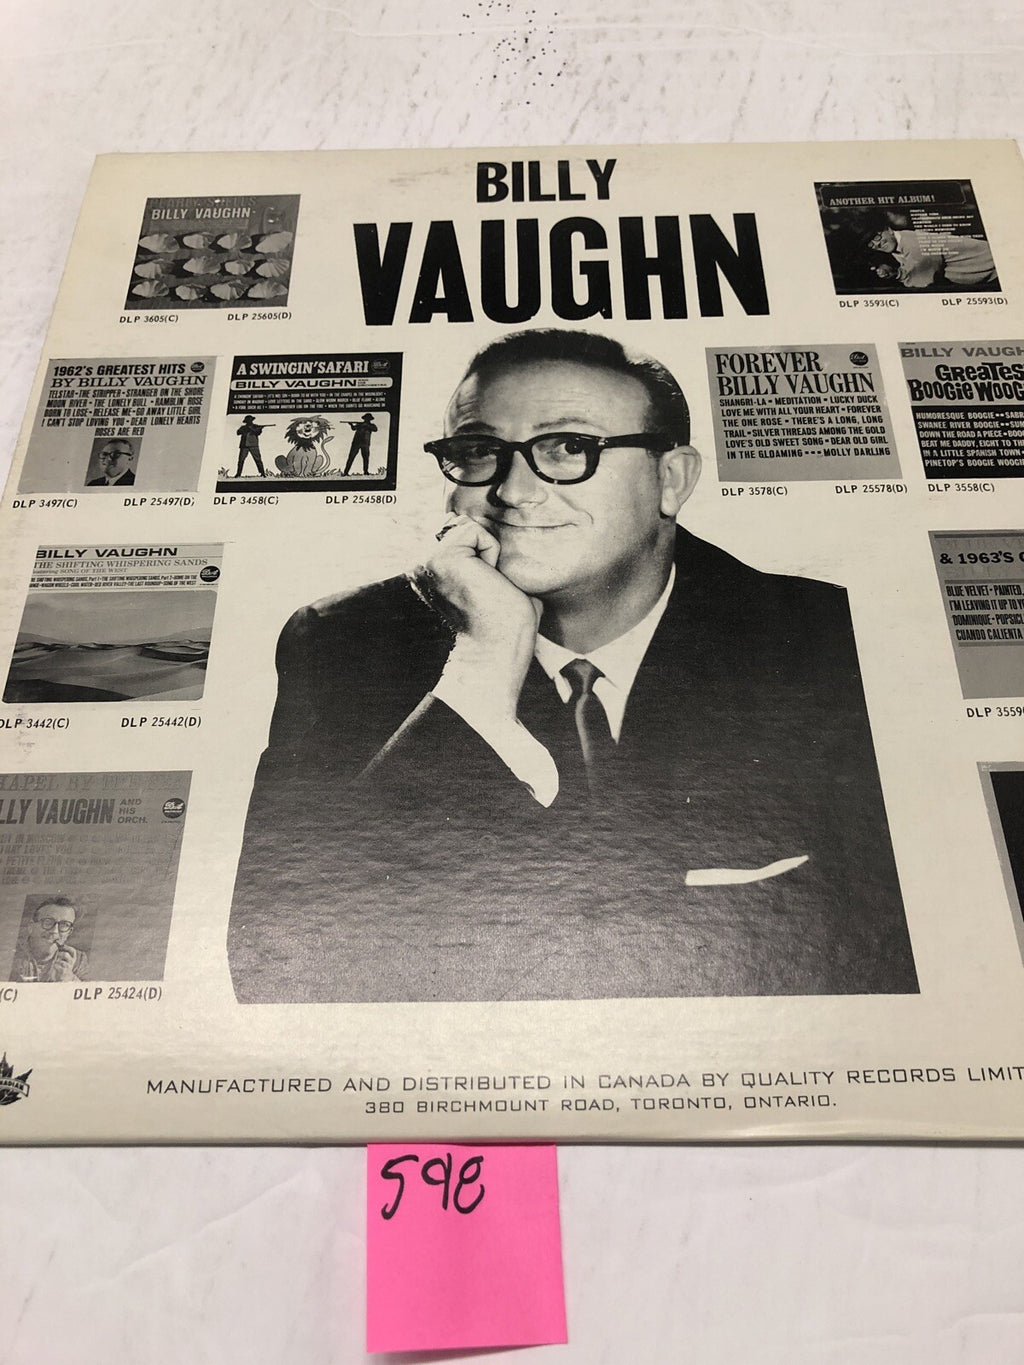 BILLY
VAUGHN
BILLY VAUGHN
DLP 3605(C) DLP 25605(D)
ANOTHER HIT ALBUM!
DLP 3593(C) DLP 25593(D)
1962's GREATEST HITS
BY BILLY VAUGHN
TELSTAR • THE STRIPPER • STRANGER ON THE SHORE
MOON RIVER • THE LONELY BULL • RAMBLIN' ROSE
BORN TO LOSE • RELEASE ME • GO AWAY LITTLE GIRL
I CAN'T STOP LOVING YOU • DEAR LONELY HEARTS
ROSES ARE RED
DLP 3497(C) DLP 25497(D)
A SWINGIN' SAFARI
BILLY VAUGHN
DLP 3458(C) DLP 25458(D)
FOREVER
BILLY VAUGHN
SHANGRI-LA • MEDITATION • LUCKY DUCK
LOVE ME WITH ALL YOUR HEART • FOREVER
THE ONE ROSE • THERE'S A LONG, LONG
TRAIL • SILVER THREADS AMONG THE GOLD
LOVE'S OLD SWEET SONG • DEAR OLD GIRL
IN THE GLOAMING ••• MOLLY DARLING
DLP 3578(C) DLP 25578(D)
BILLY VAUGH
GREATES
BOOGIE WOOG
HUMORESQUE BOOGIE •• SABR
SWANEE RIVER BOOGIE •• SUM
DOWN THE ROAD A PIECE • BOO
BEAT ME DADDY, EIGHT TO T
IN A LITTLE SPANISH TOWN •
PINETOP'S BOOGIE WOOGI
DLP 3558(C)
BILLY VAUGHN
THE SHIFTING WHISPERING SANDS
DLP 3442(C) DLP 25442(D)
& 1963's G
BLUE VELVET • PAINTED,
I'M LEAVING IT UP TO Y
DOMINIQUE • POPSICL
CUANDO CALIENTA
DLP 3559
HAPEL BY THE
LLY VAUGHN AND
HIS
ORCH.
(C) DLP 25424(D)
MANUFACTURED AND DISTRIBUTED IN CANADA BY QUALITY RECORDS LIMIT
380 BIRCHMOUNT ROAD, TORONTO, ONTARIO.
598